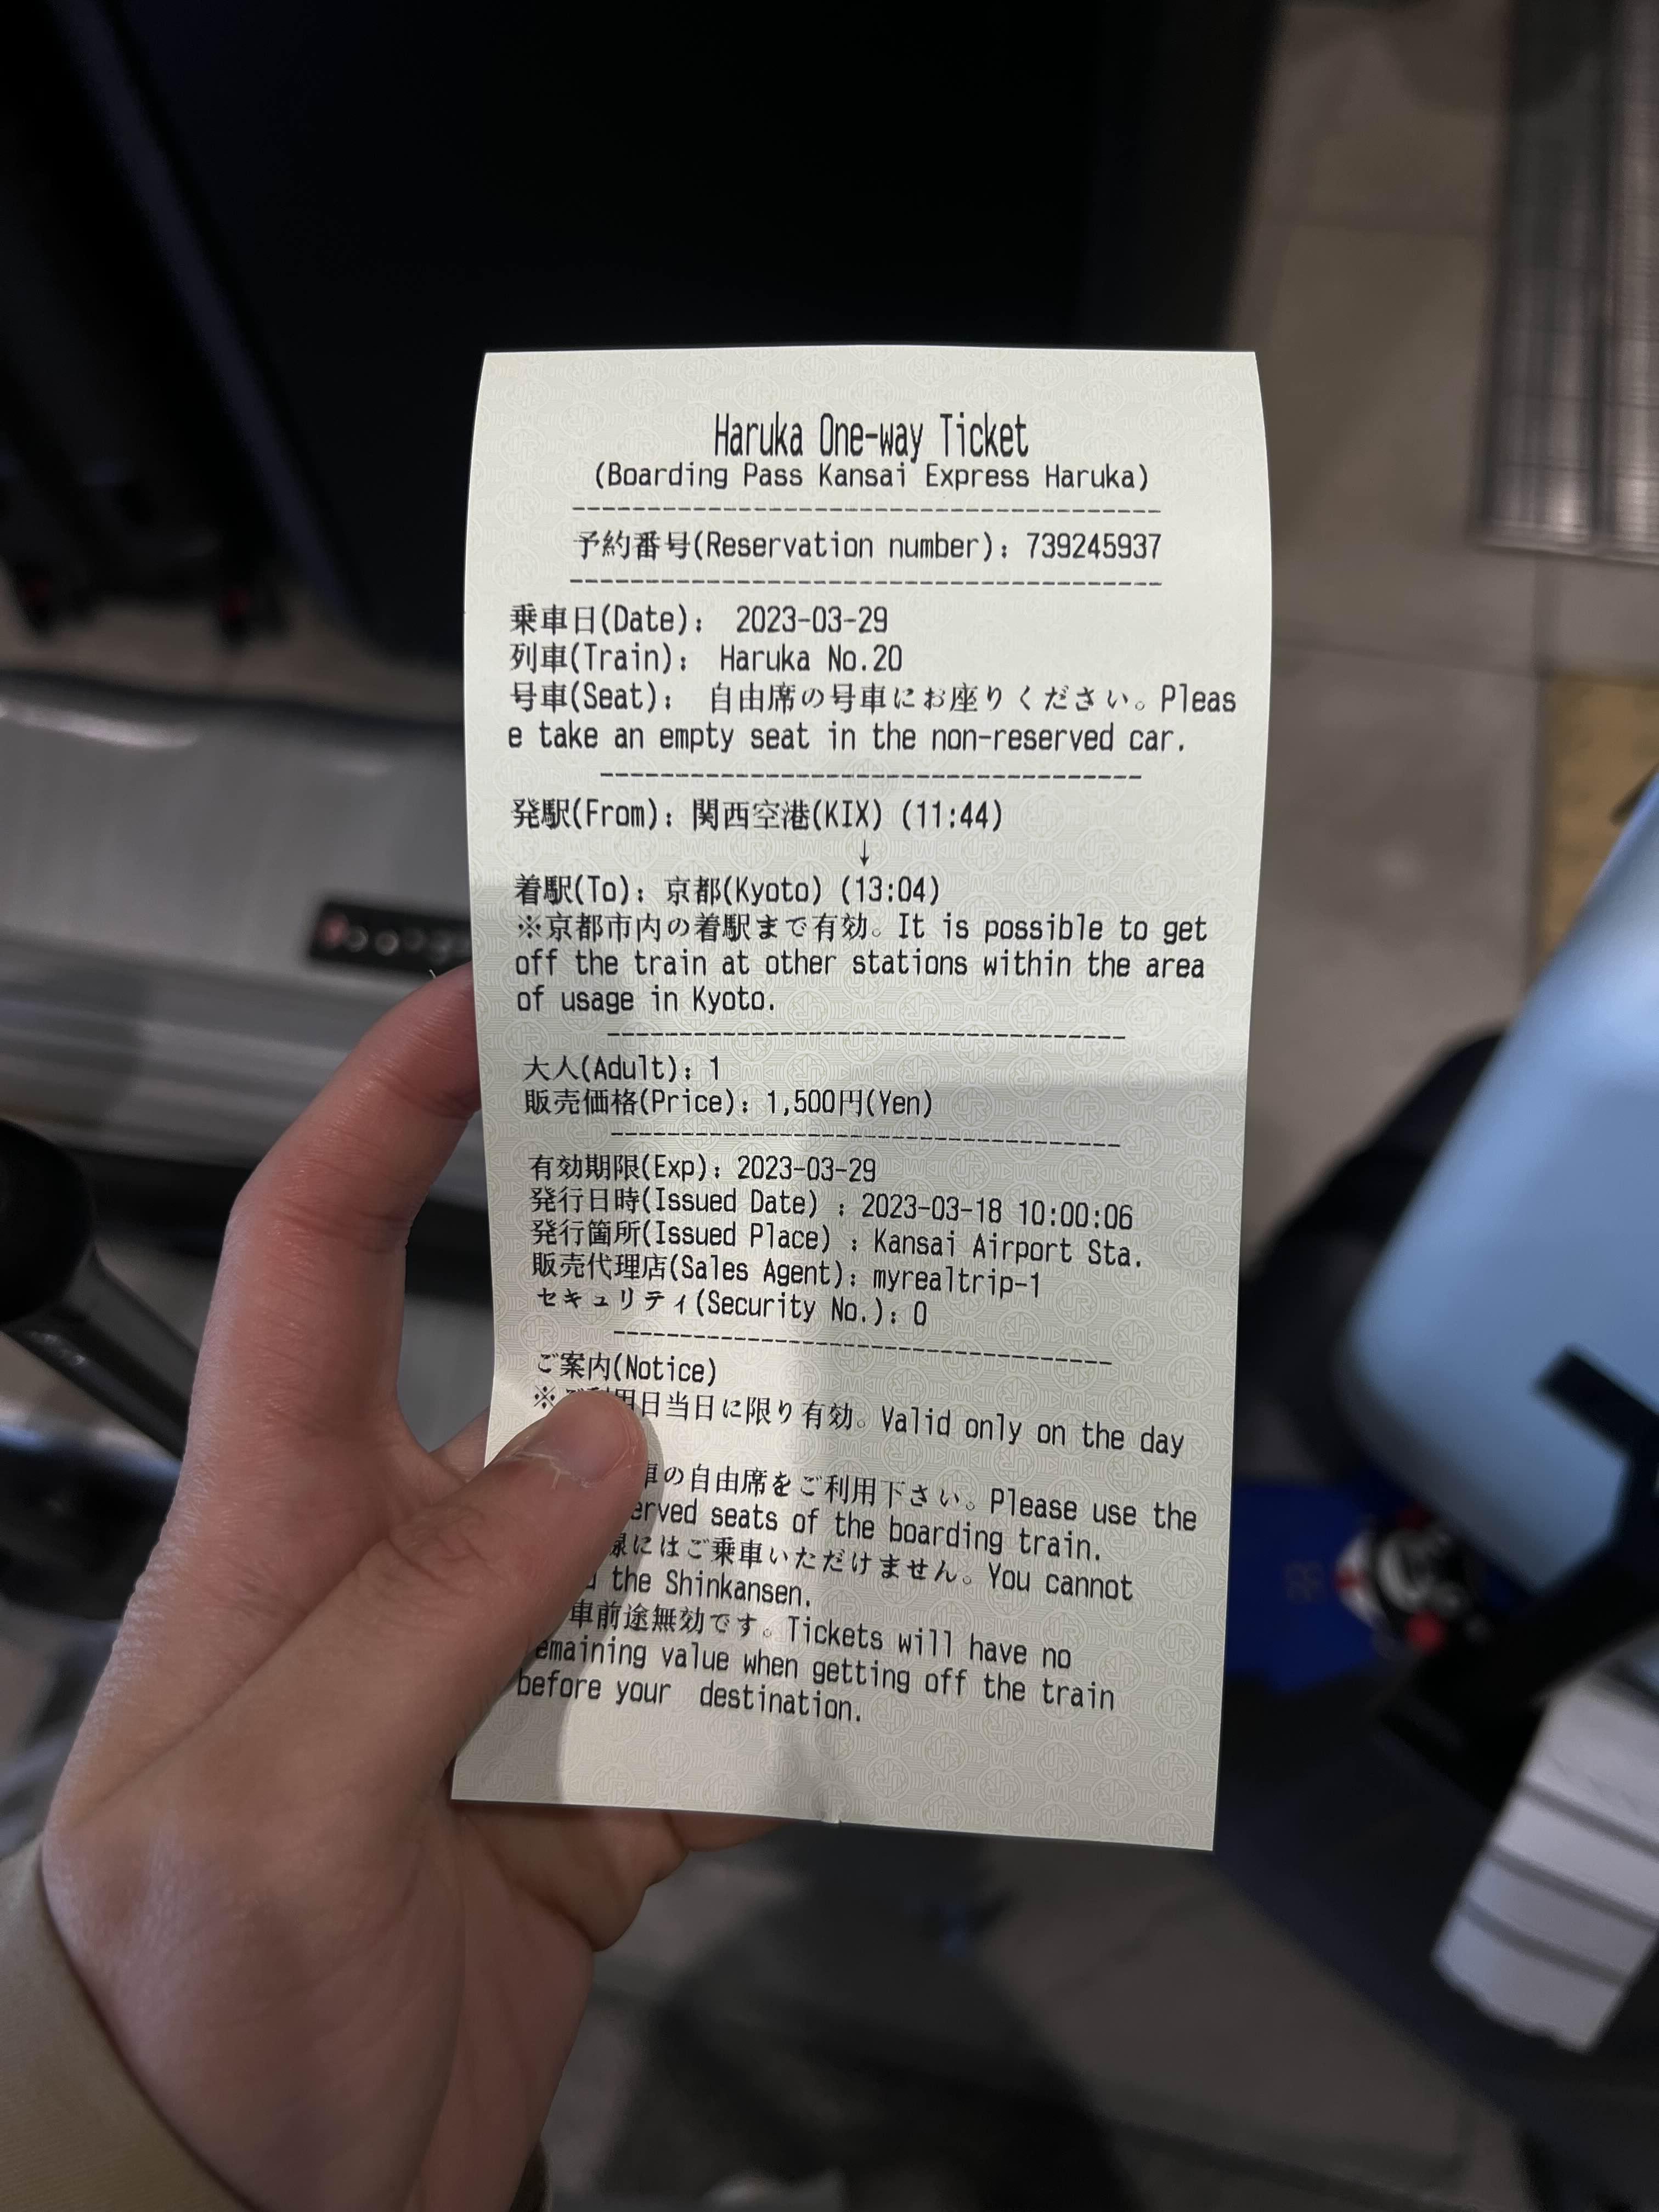 Haruka One-way Ticket
(Boarding Pass Kansai Express Haruka)
予約番号(Reservation number): 739245937
乗車日(Date): 2023-03-29
列車(Train): Haruka No.20
号車(Seat): 自由席の号車にお座りください。Pleas
e take an empty seat in the non-reserved car.
発駅(From): 関西空港(KIX) (11:44)
↓
着駅(To): 京都(Kyoto) (13:04)
※京都市内の着駅まで有効。It is possible to get
off the train at other stations within the area
of usage in Kyoto.
大人(Adult): 1
販売価格(Price): 1,500円(Yen)
有効期限(Exp): 2023-03-29
発行日時(Issued Date) : 2023-03-18 10:00:06
発行箇所(Issued Place) : Kansai Airport Sta.
販売代理店(Sales Agent): myrealtrip-1
セキュリティ(Security No.): 0
ご案内(Notice)
※ 用日当日に限り有効。Valid only on the day
車の自由席をご利用下さい。Please use the
erved seats of the boarding train.
線にはご乗車いただけません。You cannot
the Shinkansen.
車前途無効です。Tickets will have no
emaining value when getting off the train
before your destination.